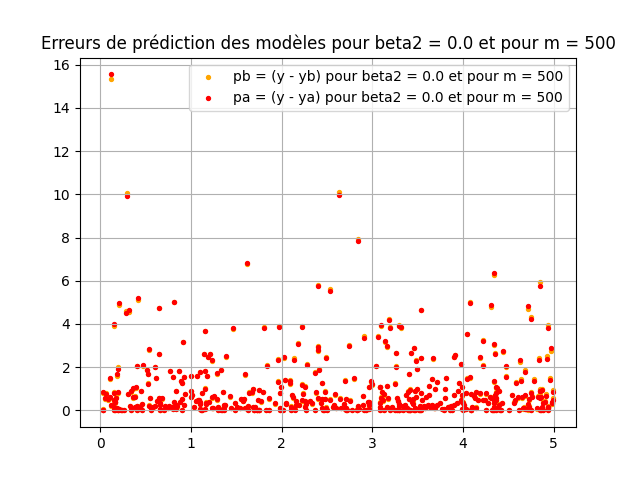 Erreurs de prédiction des modèles pour beta2 = 0.0 et pour m = 500
pb = (y - yb) pour beta2 = 0.0 et pour m = 500
pa = (y - ya) pour beta2 = 0.0 et pour m = 500
16
14
12
10
8
6
4
2
0
0 1 2 3 4 5